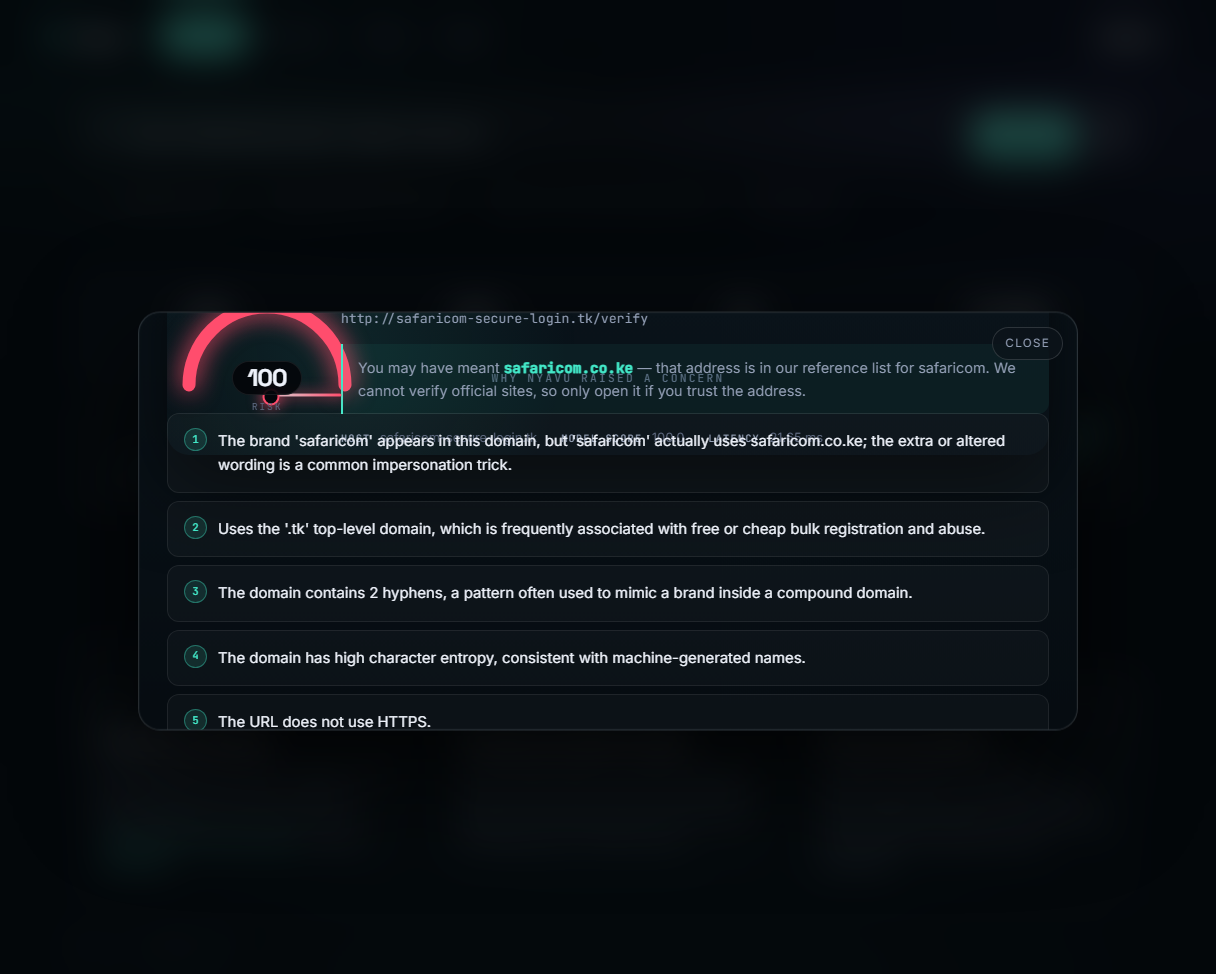 http://safaricom-secure-login.tk/verify
CLOSE
You may have meant safaricom.co.ke — that address is in our reference list for safaricom. We
cannot verify official sites, so only open it if you trust the address.
WHY NYAVU RAISED A CONCERN
100
RISK
1 The brand 'safaricom' appears in this domain, but 'safaricom' actually uses safaricom.co.ke; the extra or altered
wording is a common impersonation trick.
2 Uses the '.tk' top-level domain, which is frequently associated with free or cheap bulk registration and abuse.
3 The domain contains 2 hyphens, a pattern often used to mimic a brand inside a compound domain.
4 The domain has high character entropy, consistent with machine-generated names.
5 The URL does not use HTTPS.